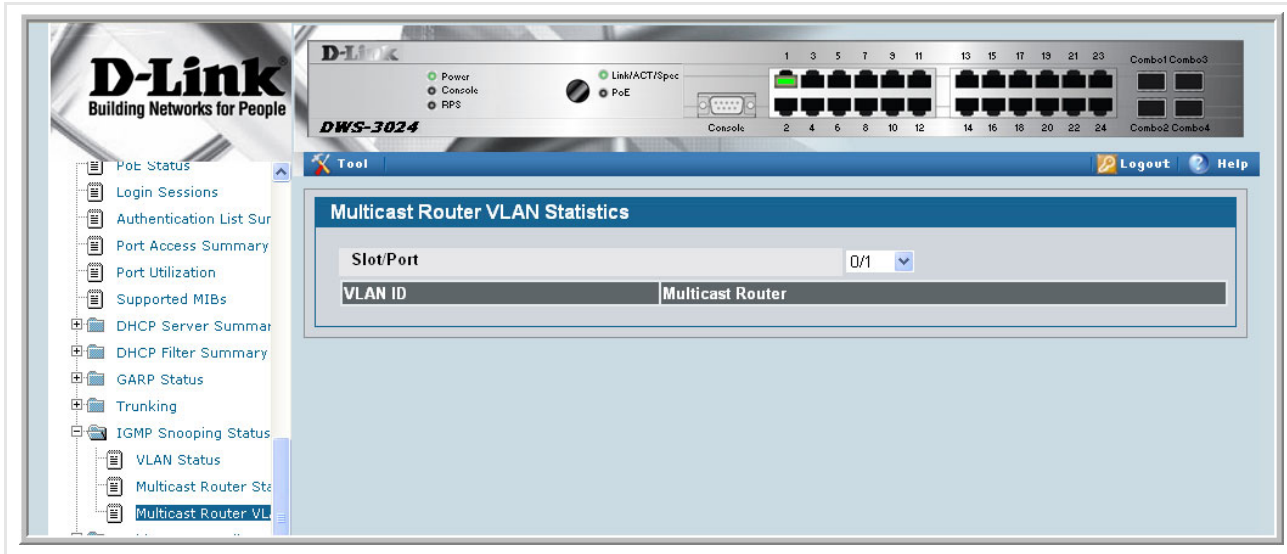 D-Link
Building Networks for People
D-Link
Power
Console
RPS
Link/ACT/Spec
PoE
Console
1 3 5 7 9 11 13 15 17 19 21 23
2 4 6 8 10 12 14 16 18 20 22 24
Combo1 Combo3
Combo2 Combo4
DWS-3024
Tool
Logout
Help
PoE Status
Login Sessions
Authentication List Sur
Port Access Summary
Port Utilization
Supported MIBs
DHCP Server Summar
DHCP Filter Summary
GARP Status
Trunking
IGMP Snooping Status
VLAN Status
Multicast Router Sta
Multicast Router VLA
Multicast Router VLAN Statistics
Slot/Port
0/1
VLAN ID
Multicast Router